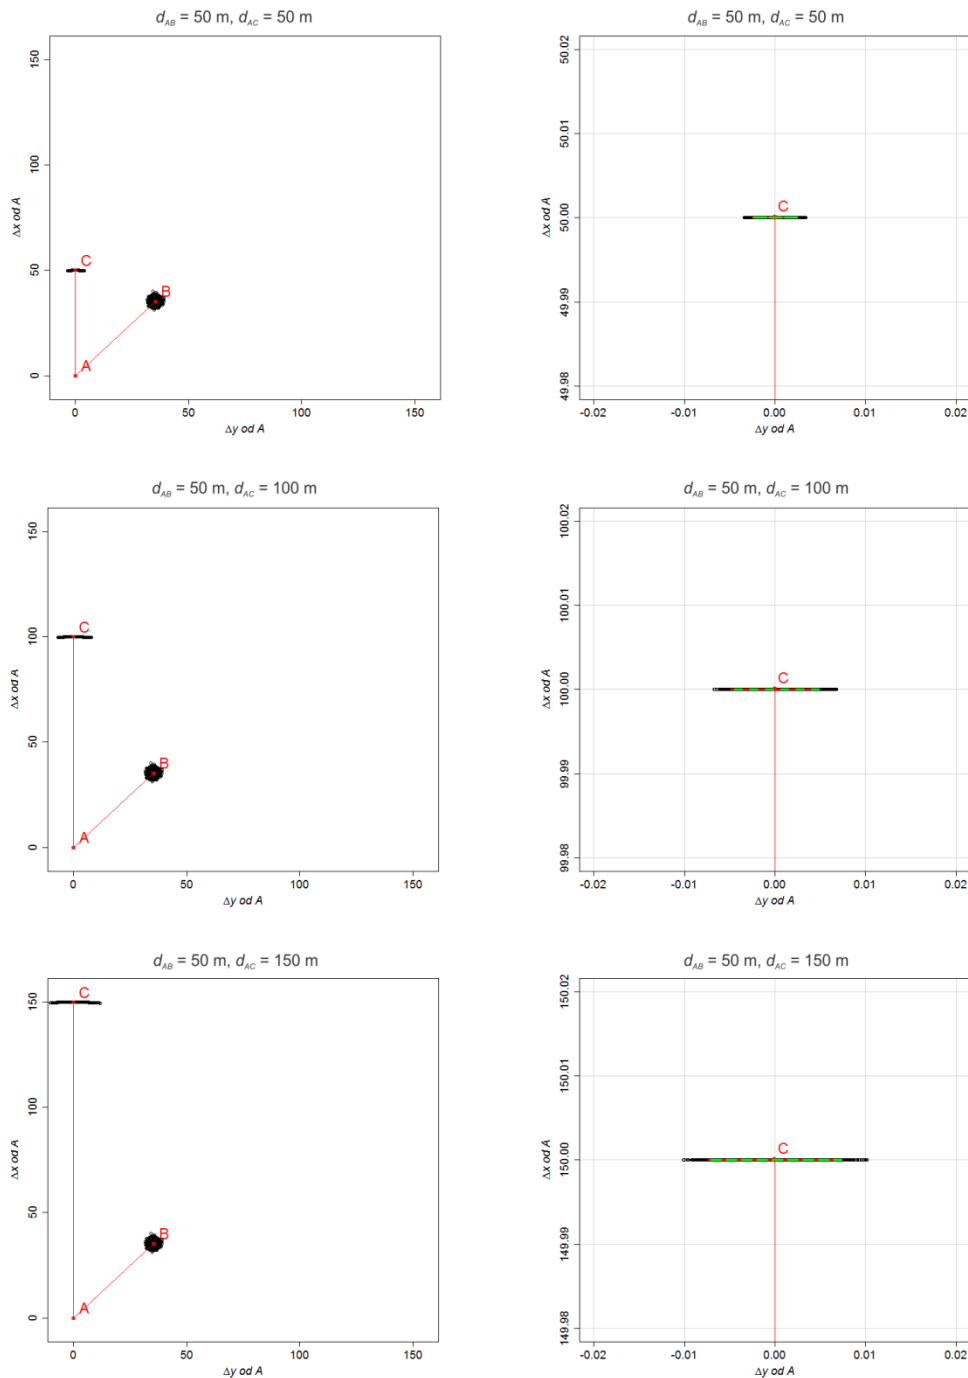 d_AB = 50 m, d_AC = 50 m
150
100
50
0
Δx od A
C
B
A
0 50 100 150
Δy od A
d_AB = 50 m, d_AC = 50 m
50.02
50.01
50.00
49.99
49.98
Δx od A
C
-0.02 -0.01 0.00 0.01 0.02
Δy od A
d_AB = 50 m, d_AC = 100 m
150
100
50
0
Δx od A
C
B
A
0 50 100 150
Δy od A
d_AB = 50 m, d_AC = 100 m
100.02
100.01
100.00
99.99
99.98
Δx od A
C
-0.02 -0.01 0.00 0.01 0.02
Δy od A
d_AB = 50 m, d_AC = 150 m
150
100
50
0
Δx od A
C
B
A
0 50 100 150
Δy od A
d_AB = 50 m, d_AC = 150 m
150.02
150.01
150.00
149.99
149.98
Δx od A
C
-0.02 -0.01 0.00 0.01 0.02
Δy od A